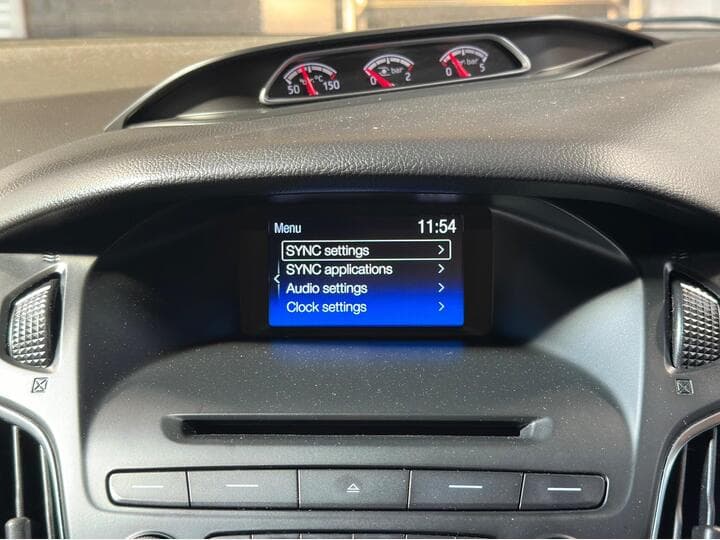 °C
50 150
bar
0 2
bar
0 5
Menu 11:54
SYNC settings
SYNC applications
Audio settings
Clock settings